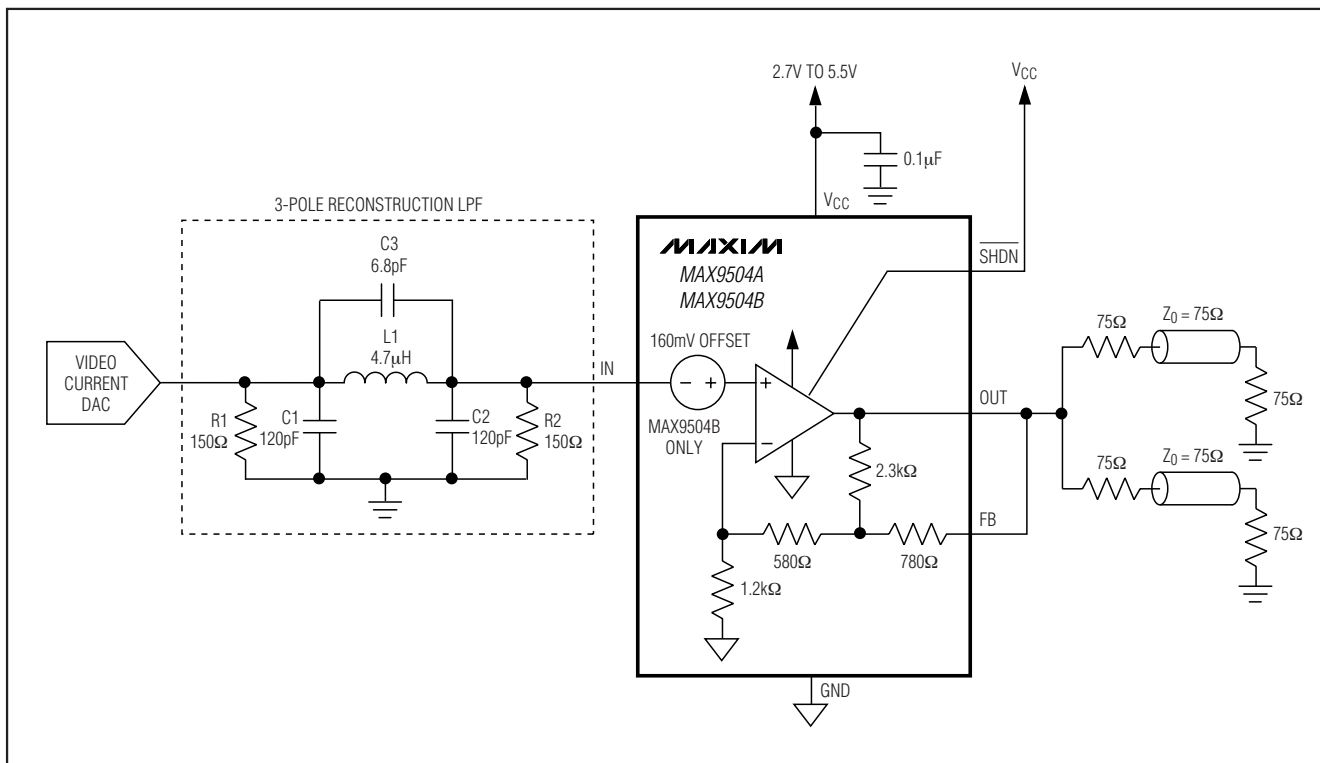 2.7V TO 5.5V
VCC
0.1µF
3-POLE RECONSTRUCTION LPF
VCC
C3
6.8pF
MAXIM
MAX9504A
MAX9504B
SHDN
L1
4.7µH
160mV OFFSET
75Ω
Z0 = 75Ω
VIDEO
CURRENT
DAC
IN
OUT
R1
150Ω
C1
120pF
C2
120pF
R2
150Ω
MAX9504B
ONLY
75Ω
2.3kΩ
75Ω
Z0 = 75Ω
FB
580Ω
780Ω
75Ω
1.2kΩ
GND